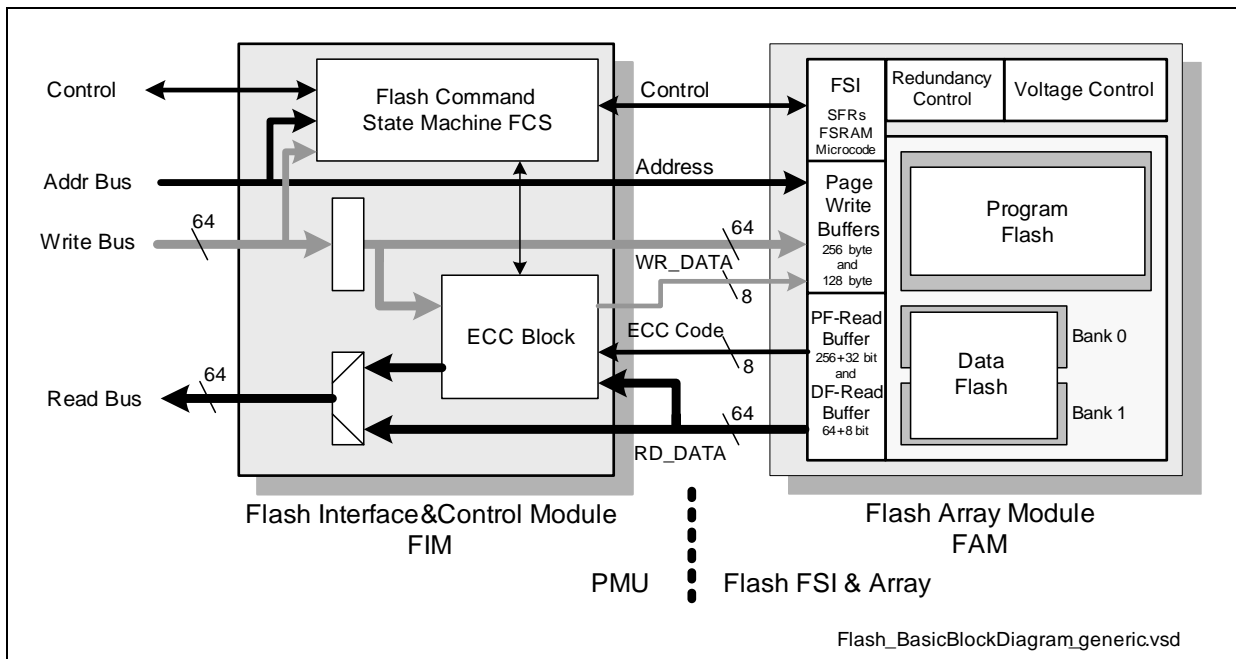 Control
Addr Bus
64
Write Bus
64
Read Bus
Flash Command
State Machine FCS
ECC Block
Control
Address
64
WR_DATA
8
ECC Code
8
64
RD_DATA
FSI
SFRs
FSRAM
Microcode
Redundancy
Control
Voltage Control
Page
Write
Buffers
256 byte
and
128 byte
Program
Flash
PF-Read
Buffer
256+32 bit
and
DF-Read
Buffer
64+8 bit
Data
Flash
Bank 0
Bank 1
Flash Interface&Control Module
FIM
Flash Array Module
FAM
PMU
Flash FSI & Array
Flash_BasicBlockDiagram_generic.vsd